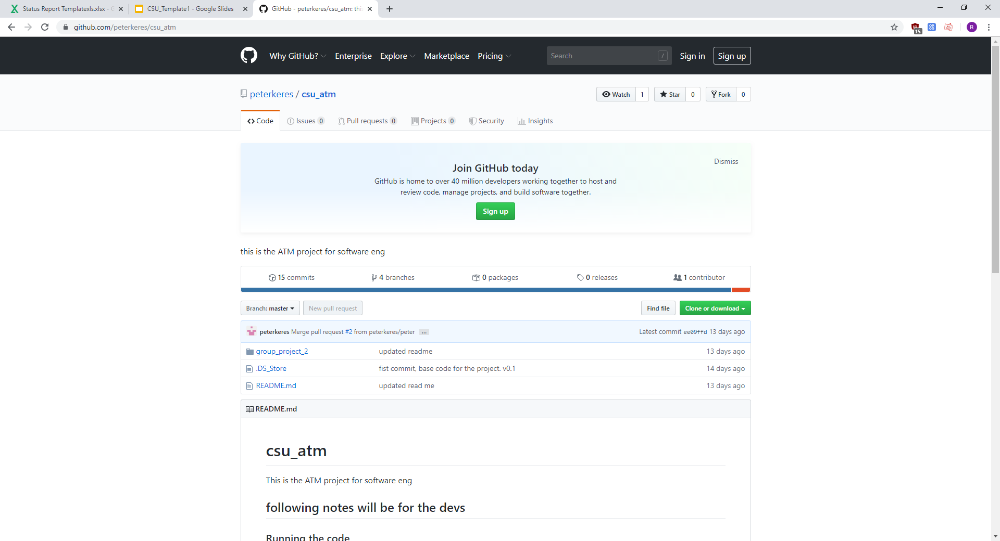 Status Report Templatexls.xlsx - G
CSU_Template1 - Google Slides
GitHub - peterkeres/csu_atm: this
github.com/peterkeres/csu_atm
15
R
Why GitHub?
Enterprise
Explore
Marketplace
Pricing
Search
/
Sign in
Sign up
peterkeres / csu_atm
Watch 1
Star 0
Fork 0
Code
Issues 0
Pull requests 0
Projects 0
Security
Insights
Dismiss
Join GitHub today
GitHub is home to over 40 million developers working together to host and
review code, manage projects, and build software together.
Sign up
this is the ATM project for software eng
15 commits
4 branches
0 packages
0 releases
1 contributor
Branch: master
New pull request
Find file
Clone or download
peterkeres Merge pull request #2 from peterkeres/peter ...
Latest commit ee09ffd 13 days ago
group_project_2 updated readme 13 days ago
.DS_Store fist commit, base code for the project. v0.1 14 days ago
README.md updated read me 13 days ago
README.md
csu_atm
This is the ATM project for software eng
following notes will be for the devs
Running the code